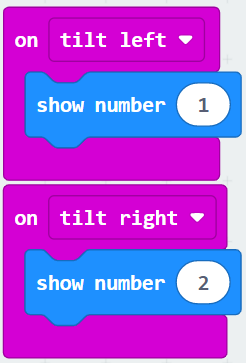 on tilt left
show number 1
on tilt right
show number 2